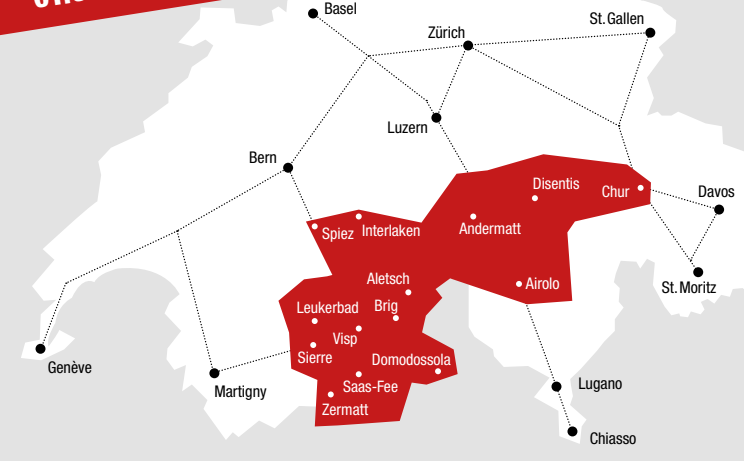 Basel
St. Gallen
Zürich
Luzern
Bern
Disentis
Chur
Davos
Spiez
Interlaken
Andermatt
Aletsch
Airolo
St. Moritz
Leukerbad
Brig
Visp
Sierre
Domodossola
Genève
Saas-Fee
Lugano
Martigny
Zermatt
Chiasso